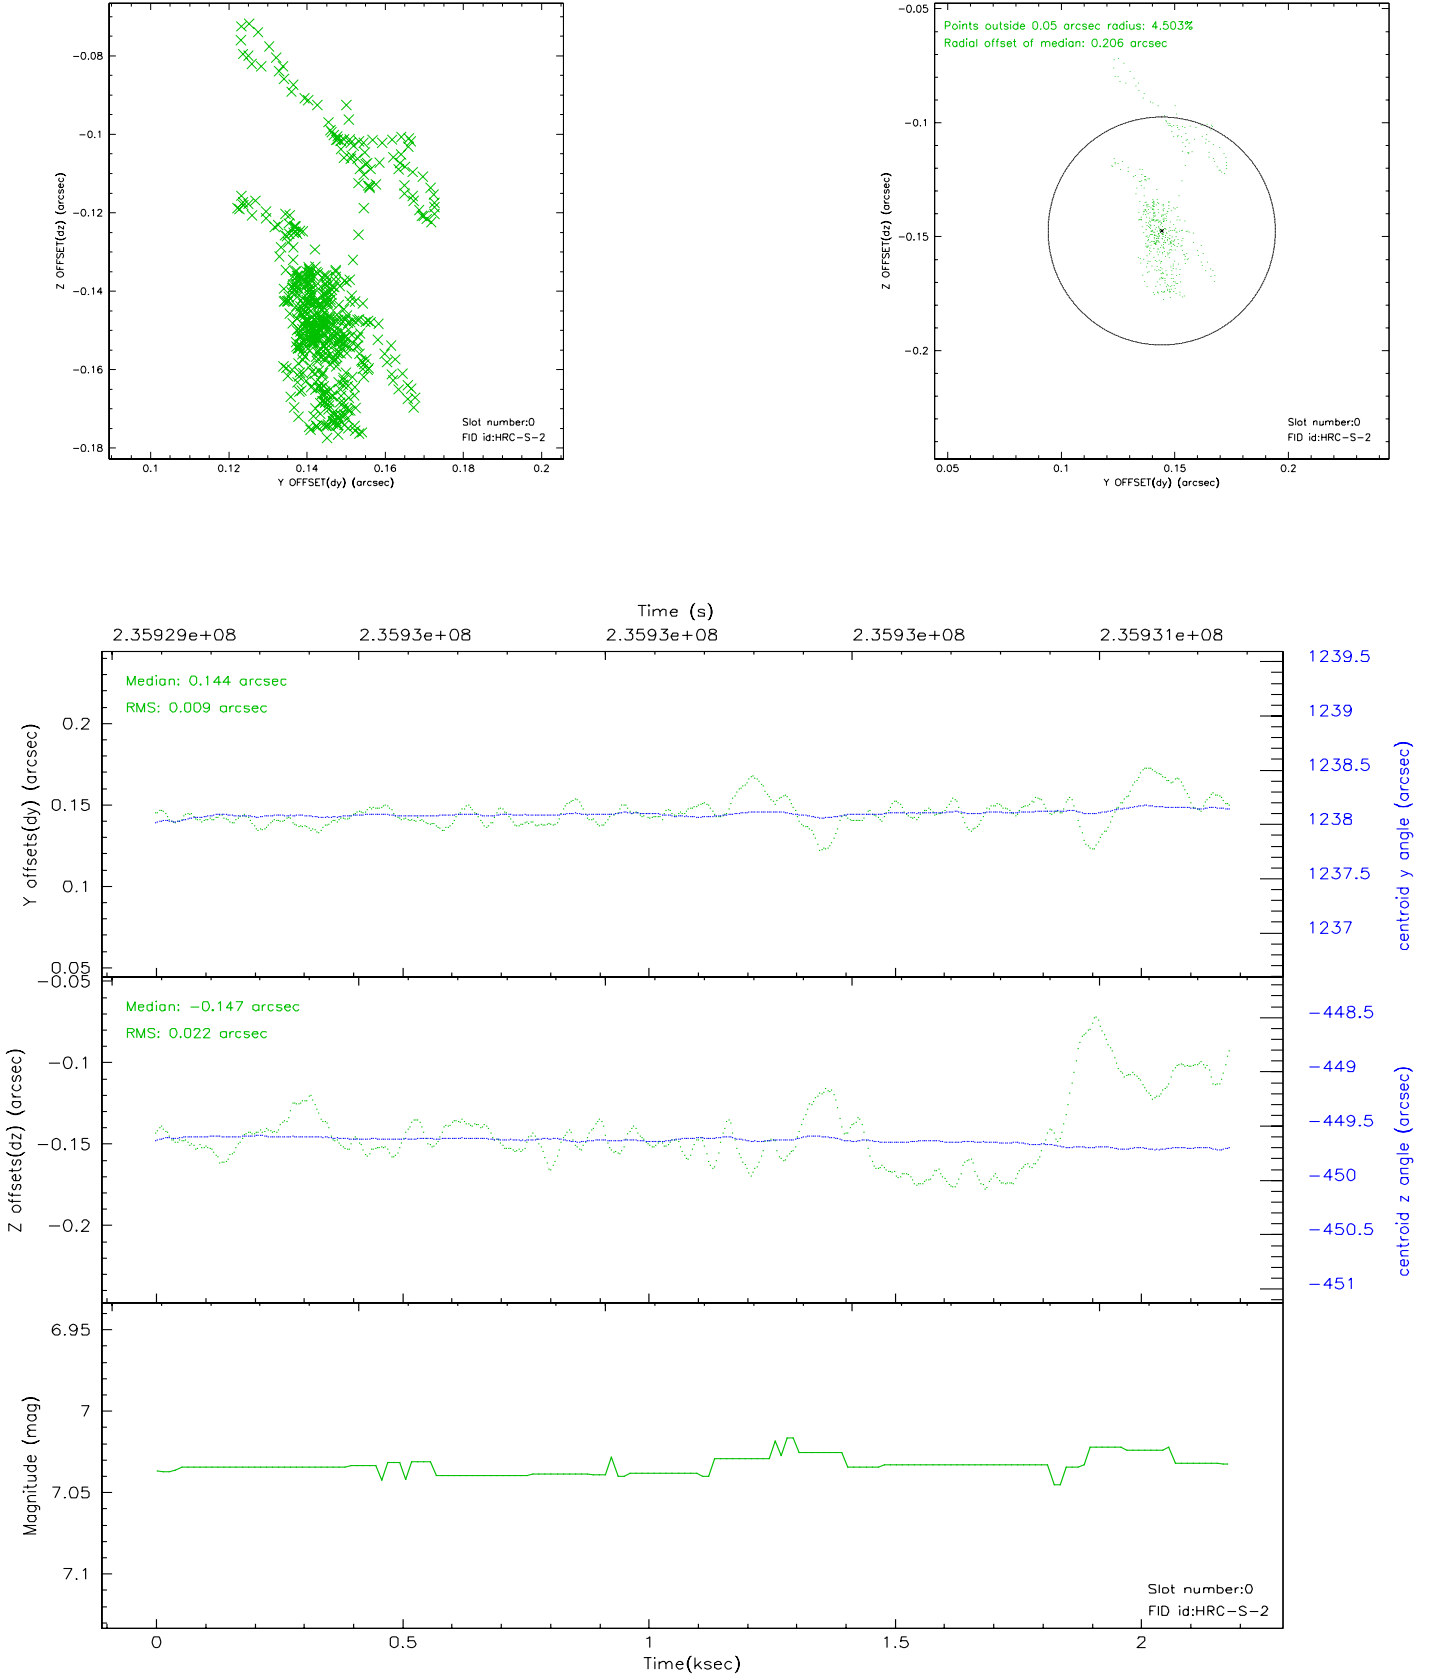 -0.08
-0.1
-0.12
-0.14
-0.16
-0.18
Z OFFSET(dz) (arcsec)
0.1 0.12 0.14 0.16 0.18 0.2
Y OFFSET(dy) (arcsec)
Slot number:0
FID id:HRC-S-2
Points outside 0.05 arcsec radius: 4.503%
Radial offset of median: 0.206 arcsec
-0.05
-0.1
-0.15
-0.2
Z OFFSET(dz) (arcsec)
0.05 0.1 0.15 0.2
Y OFFSET(dy) (arcsec)
Slot number:0
FID id:HRC-S-2
Time (s)
2.35929e+08 2.3593e+08 2.3593e+08 2.3593e+08 2.35931e+08
Median: 0.144 arcsec
RMS: 0.009 arcsec
0.2
0.15
0.1
0.05
Y offsets(dy) (arcsec)
1239.5
1239
1238.5
1238
1237.5
1237
centroid y angle (arcsec)
Median: -0.147 arcsec
RMS: 0.022 arcsec
-0.05
-0.1
-0.15
-0.2
Z offsets(dz) (arcsec)
-448.5
-449
-449.5
-450
-450.5
-451
centroid z angle (arcsec)
6.95
7
7.05
7.1
Magnitude (mag)
Slot number:0
FID id:HRC-S-2
0 0.5 1 1.5 2
Time(ksec)